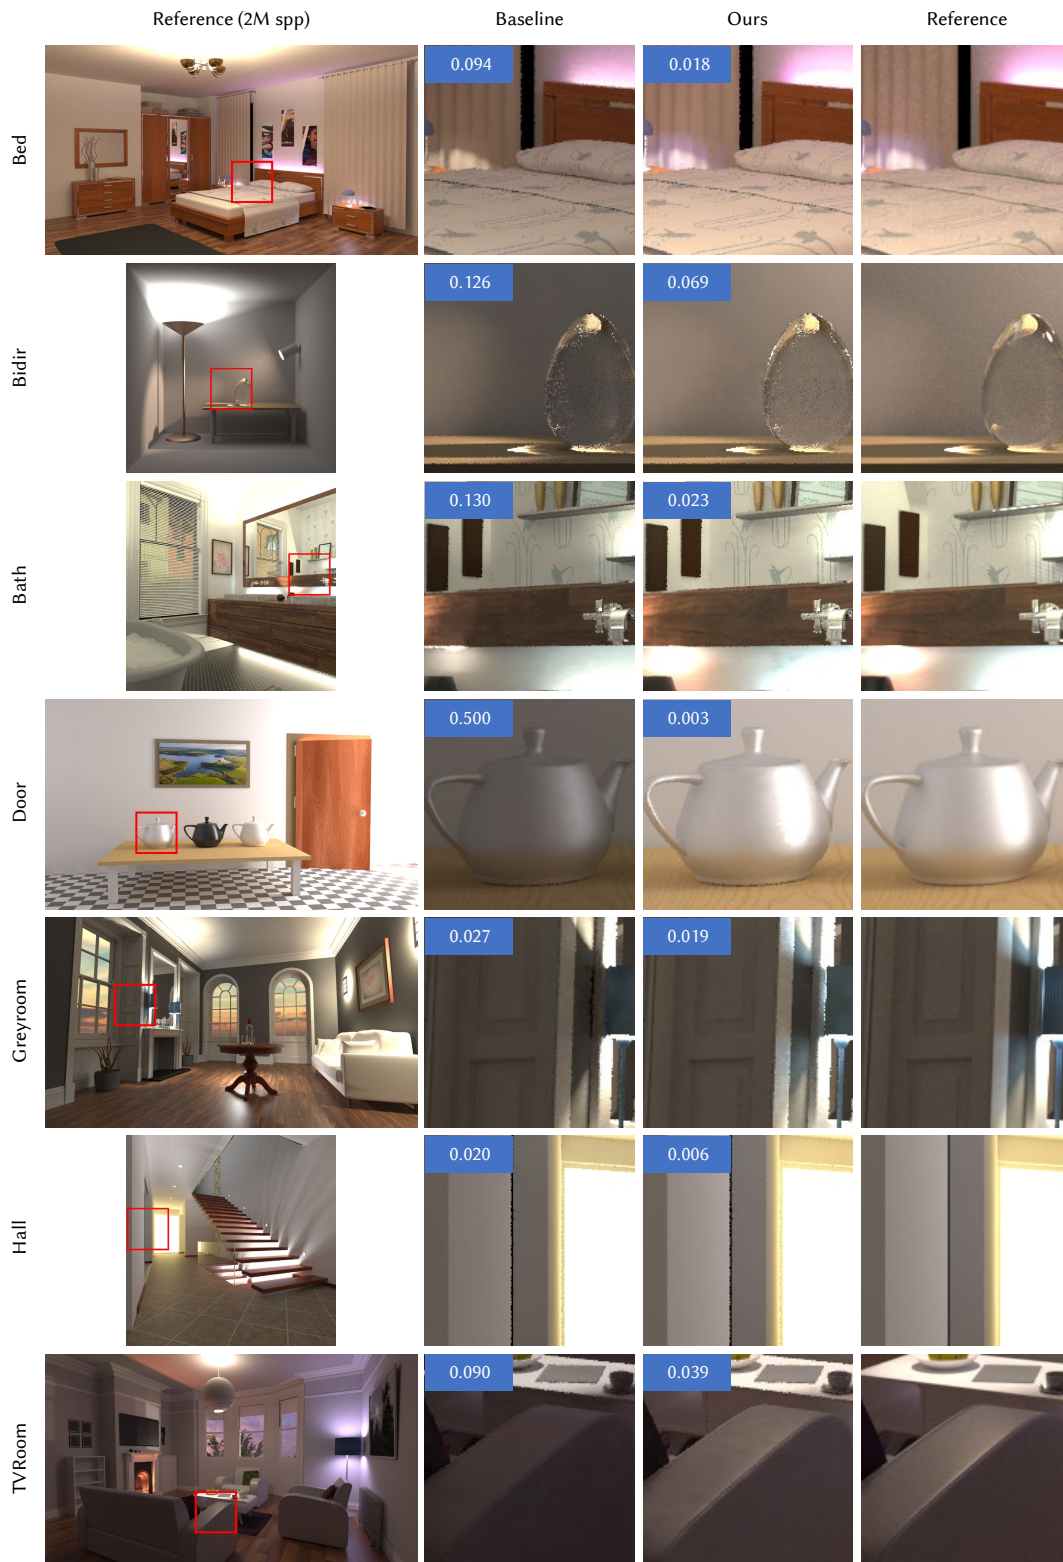 Reference (2M spp) Baseline Ours Reference
Bed
0.094 0.018
Bidir
0.126 0.069
Bath
0.130 0.023
Door
0.500 0.003
Greyroom
0.027 0.019
Hall
0.020 0.006
TVRoom
0.090 0.039